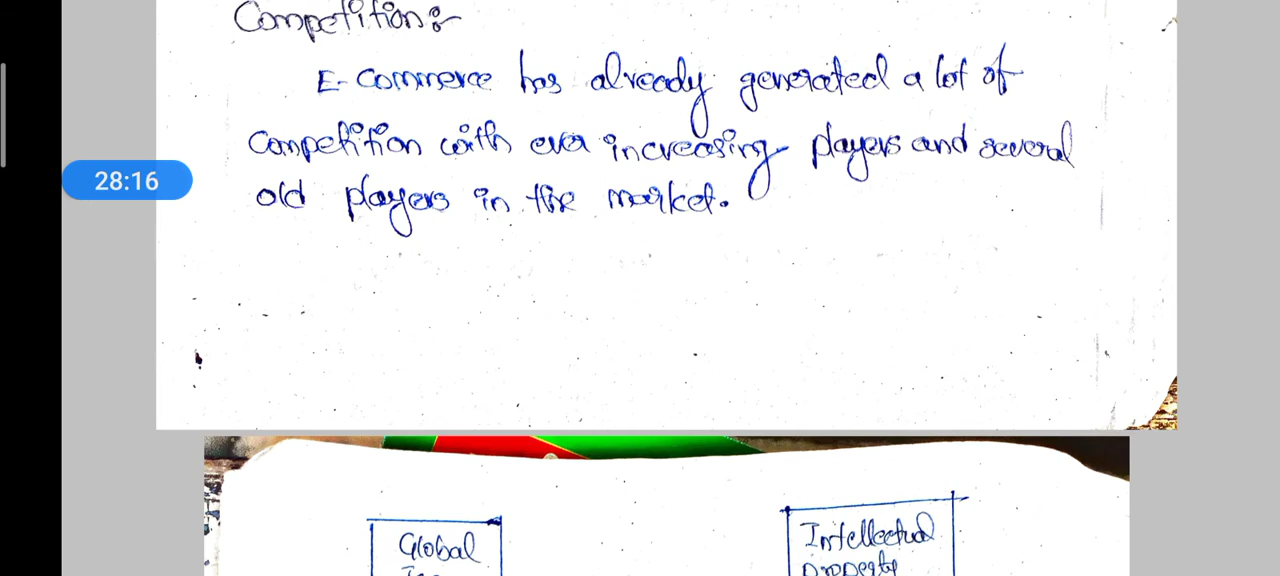 Competition:-
E-Commerce has already generated a lot of
Competition with ever increasing players and several
28:16
old players in the market.
Global
Intellectual
property